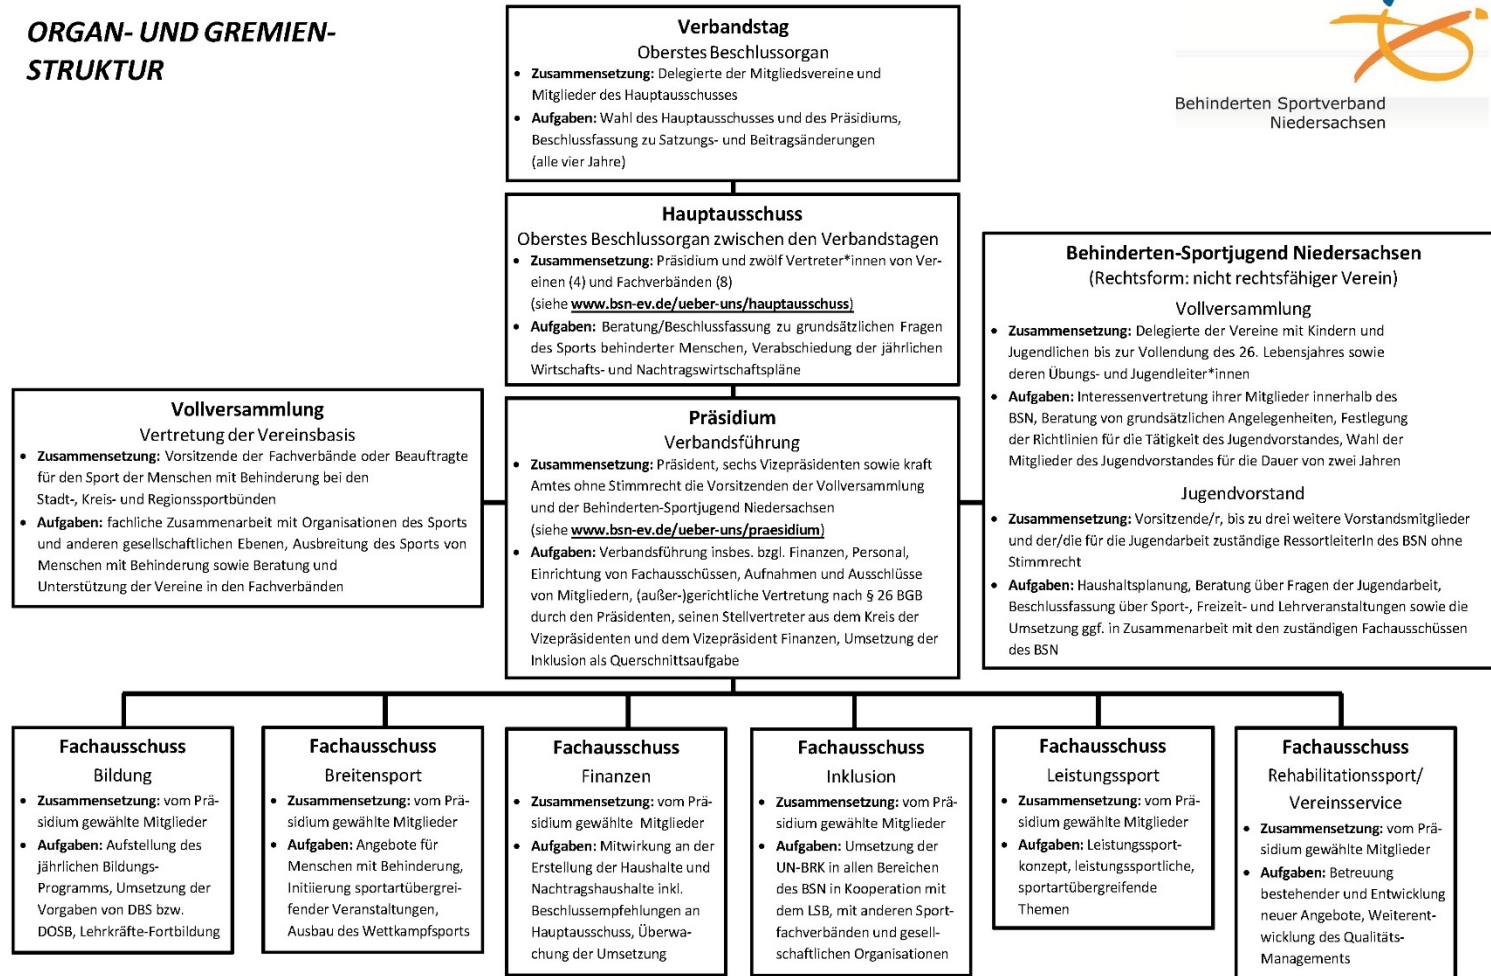 ORGAN- UND GREMIEN-
STRUKTUR
Verbandstag
Oberstes Beschlussorgan
• Zusammensetzung: Delegierte der Mitgliedsvereine und
Mitglieder des Hauptausschusses
• Aufgaben: Wahl des Hauptausschusses und des Präsidiums,
Beschlussfassung zu Satzungs- und Beitragsänderungen
(alle vier Jahre)
Behinderten Sportverband
Niedersachsen
Hauptausschuss
Oberstes Beschlussorgan zwischen den Verbandstagen
• Zusammensetzung: Präsidium und zwölf Vertreter*innen von Ver-
einen (4) und Fachverbänden (8)
(siehe www.bsn-ev.de/ueber-uns/hauptausschuss)
• Aufgaben: Beratung/Beschlussfassung zu grundsätzlichen Fragen
des Sports behinderter Menschen, Verabschiedung der jährlichen
Wirtschafts- und Nachtragswirtschaftspläne
Behinderten-Sportjugend Niedersachsen
(Rechtsform: nicht rechtsfähiger Verein)
Vollversammlung
• Zusammensetzung: Delegierte der Vereine mit Kindern und
Jugendlichen bis zur Vollendung des 26. Lebensjahres sowie
deren Übungs- und Jugendleiter*innen
• Aufgaben: Interessenvertretung ihrer Mitglieder innerhalb des
BSN, Beratung von grundsätzlichen Angelegenheiten, Festlegung
der Richtlinien für die Tätigkeit des Jugendvorstandes, Wahl der
Mitglieder des Jugendvorstandes für die Dauer von zwei Jahren
Jugendvorstand
• Zusammensetzung: Vorsitzende/r, bis zu drei weitere Vorstandsmitglieder
und der/die für die Jugendarbeit zuständige RessortleiterIn des BSN ohne
Stimmrecht
• Aufgaben: Haushaltsplanung, Beratung über Fragen der Jugendarbeit,
Beschlussfassung über Sport-, Freizeit- und Lehrveranstaltungen sowie die
Umsetzung ggf. in Zusammenarbeit mit den zuständigen Fachausschüssen
des BSN
Vollversammlung
Vertretung der Vereinsbasis
• Zusammensetzung: Vorsitzende der Fachverbände oder Beauftragte
für den Sport der Menschen mit Behinderung bei den
Stadt-, Kreis- und Regionssportbünden
• Aufgaben: fachliche Zusammenarbeit mit Organisationen des Sports
und anderen gesellschaftlichen Ebenen, Ausbreitung des Sports von
Menschen mit Behinderung sowie Beratung und
Unterstützung der Vereine in den Fachverbänden
Präsidium
Verbandsführung
• Zusammensetzung: Präsident, sechs Vizepräsidenten sowie kraft
Amtes ohne Stimmrecht die Vorsitzenden der Vollversammlung
und der Behinderten-Sportjugend Niedersachsen
(siehe www.bsn-ev.de/ueber-uns/praesidium)
• Aufgaben: Verbandsführung insbes. bzgl. Finanzen, Personal,
Einrichtung von Fachausschüssen, Aufnahmen und Ausschlüsse
von Mitgliedern, (außer-)gerichtliche Vertretung nach § 26 BGB
durch den Präsidenten, seinen Stellvertreter aus dem Kreis der
Vizepräsidenten und dem Vizepräsident Finanzen, Umsetzung der
Inklusion als Querschnittsaufgabe
Fachausschuss
Bildung
• Zusammensetzung: vom Prä-
sidium gewählte Mitglieder
• Aufgaben: Aufstellung des
jährlichen Bildungs-
Programms, Umsetzung der
Vorgaben von DBS bzw.
DOSB, Lehrkräfte-Fortbildung
Fachausschuss
Breitensport
• Zusammensetzung: vom Prä-
sidium gewählte Mitglieder
• Aufgaben: Angebote für
Menschen mit Behinderung,
Initiierung sportartübergrei-
fender Veranstaltungen,
Ausbau des Wettkampfsports
Fachausschuss
Finanzen
• Zusammensetzung: vom Prä-
sidium gewählte Mitglieder
• Aufgaben: Mitwirkung an der
Erstellung der Haushalte und
Nachtragshaushalte inkl.
Beschlussempfehlungen an
Hauptausschuss, Überwa-
chung der Umsetzung
Fachausschuss
Inklusion
• Zusammensetzung: vom Prä-
sidium gewählte Mitglieder
• Aufgaben: Umsetzung der
UN-BRK in allen Bereichen
des BSN in Kooperation mit
dem LSB, mit anderen Sport-
fachverbänden und gesell-
schaftlichen Organisationen
Fachausschuss
Leistungssport
• Zusammensetzung: vom Prä-
sidium gewählte Mitglieder
• Aufgaben: Leistungssport-
konzept, leistungssportliche,
sportartübergreifende
Themen
Fachausschuss
Rehabilitationssport/
Vereinsservice
• Zusammensetzung: vom Prä-
sidium gewählte Mitglieder
• Aufgaben: Betreuung
bestehender und Entwicklung
neuer Angebote, Weiterent-
wicklung des Qualitäts-
Managements